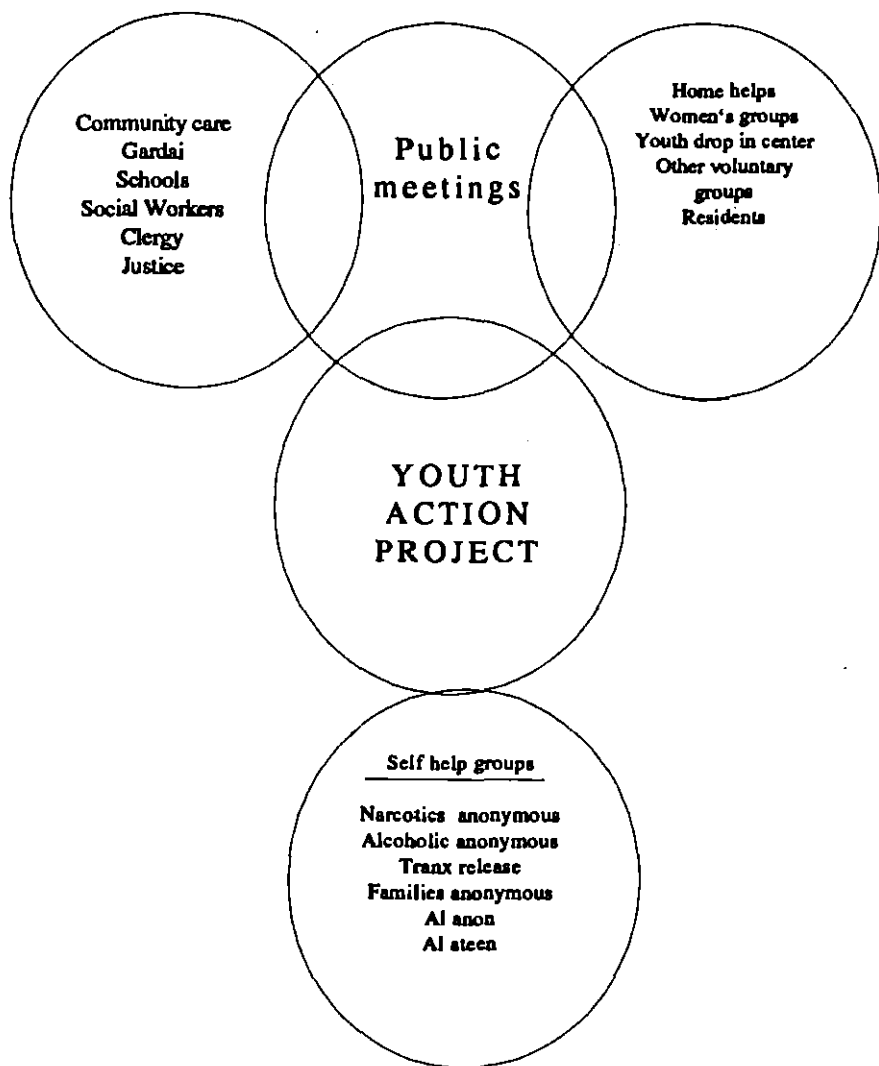 Community care
Gardai
Schools
Social Workers
Clergy
Justice
Public
meetings
Home helps
Women's groups
Youth drop in center
Other voluntary
groups
Residents
YOUTH
ACTION
PROJECT
Self help groups
Narcotics anonymous
Alcoholic anonymous
Tranx release
Families anonymous
Al anon
Al ateen